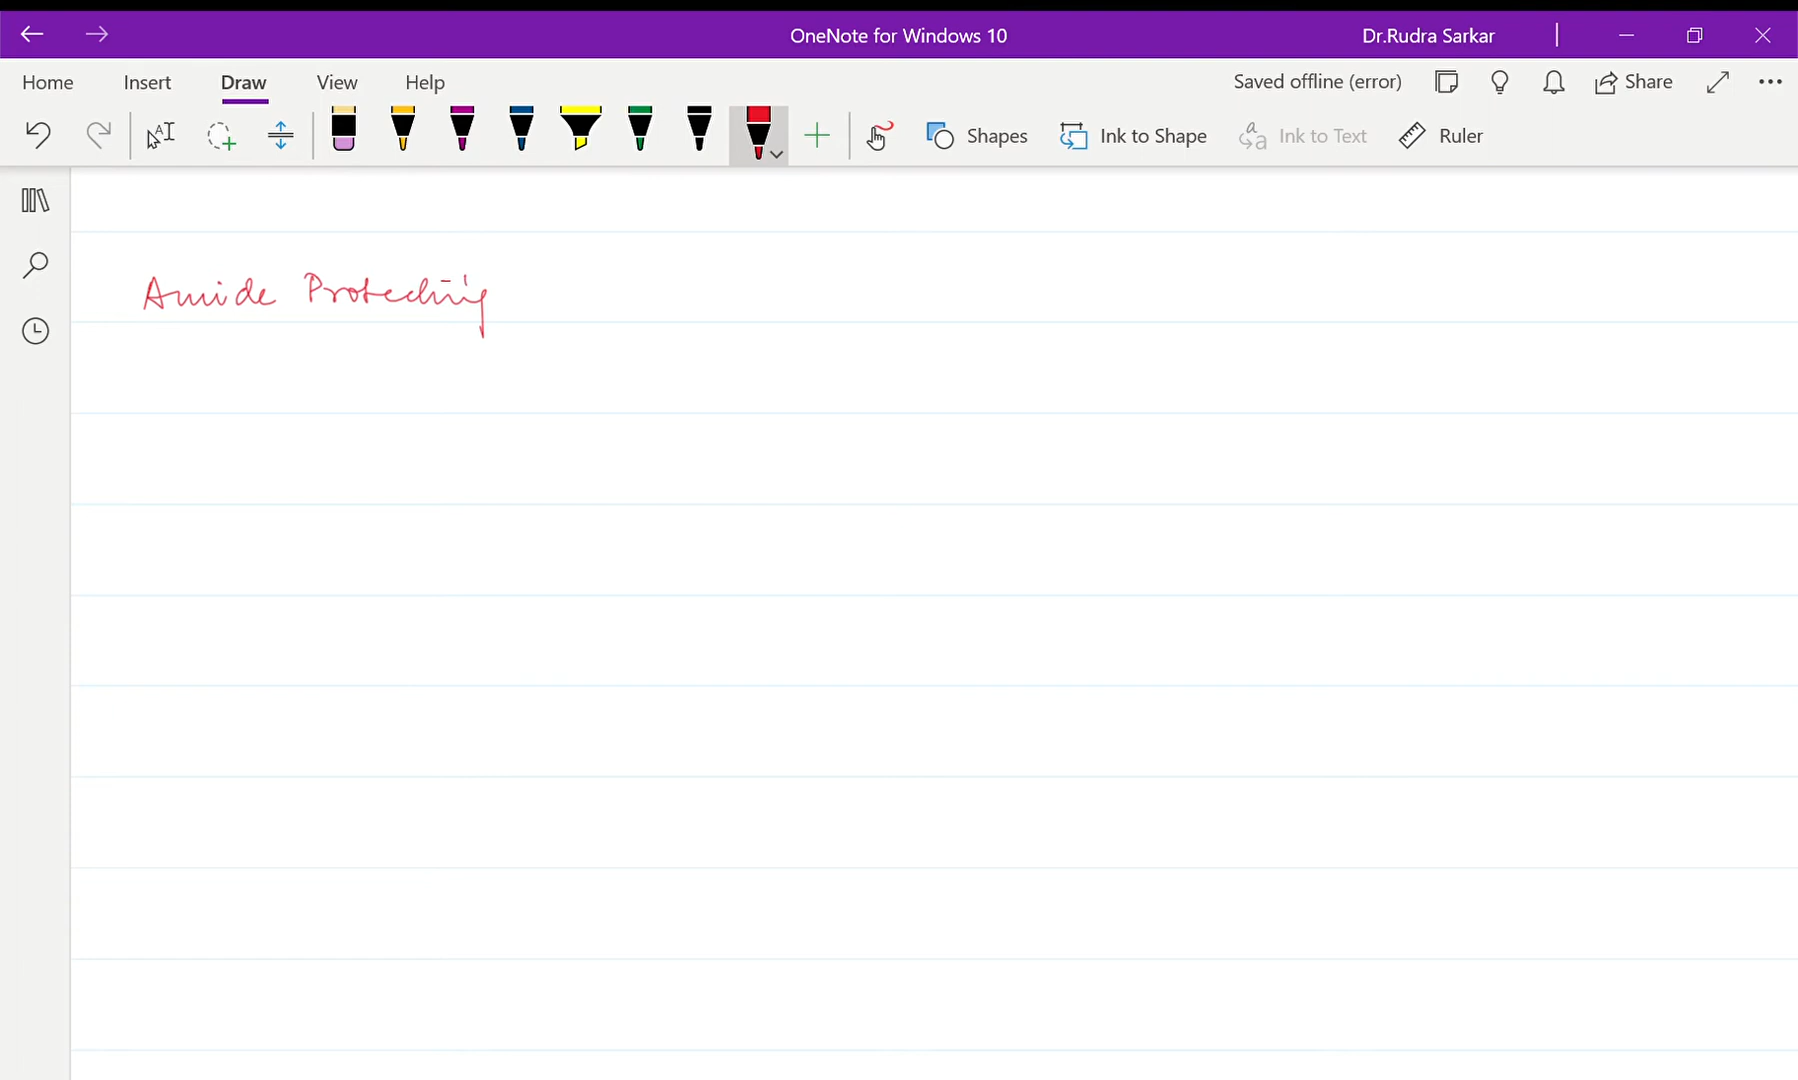 OneNote for Windows 10
Dr.Rudra Sarkar
Home Insert Draw View Help
Saved offline (error)
Share
Shapes
Ink to Shape
Ink to Text
Ruler
Amide Protecting